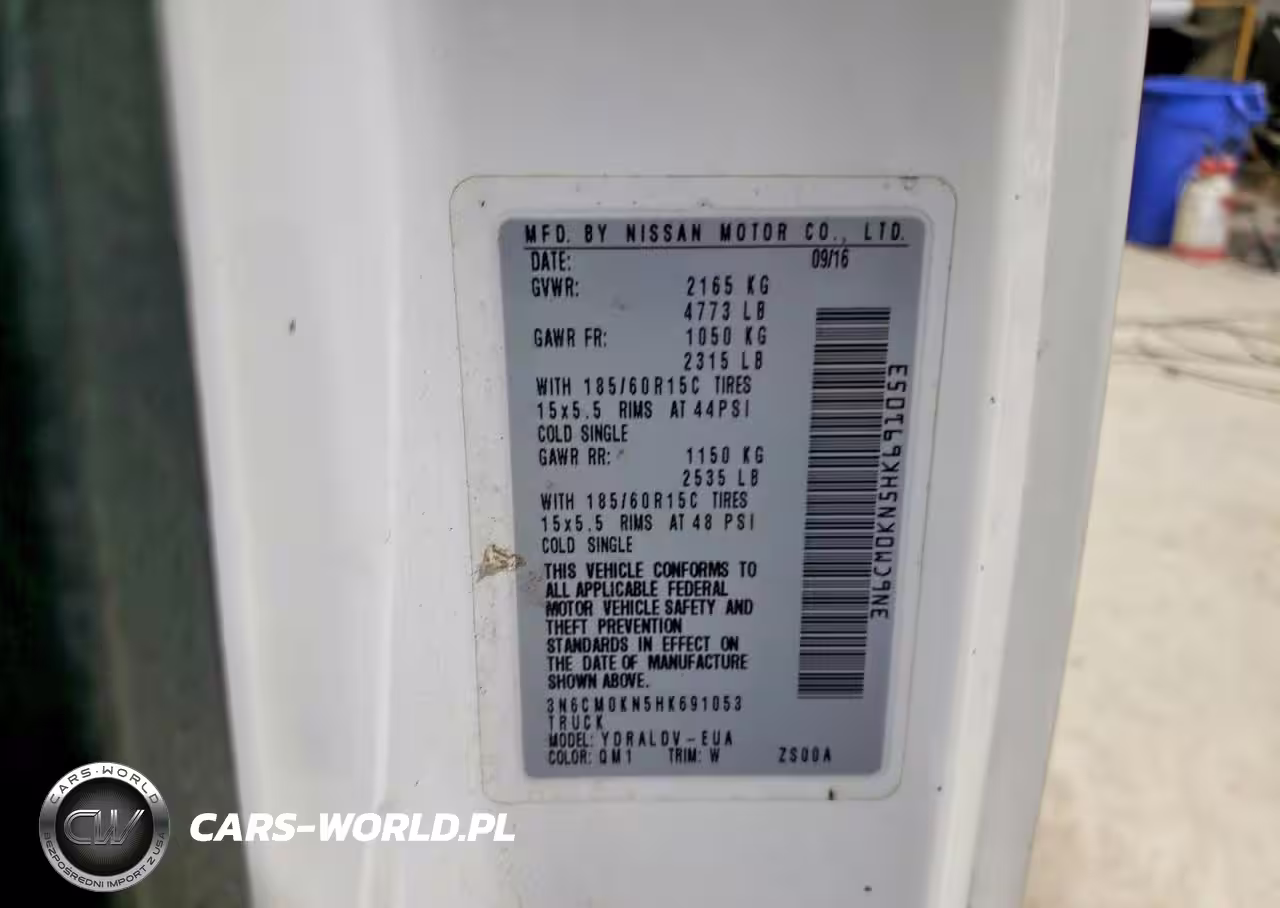 MFD. BY NISSAN MOTOR CO., LTD.
DATE: 09/16
GVWR: 2165 KG
4773 LB
GAWR FR: 1050 KG
2315 LB
WITH 185/60R15C TIRES
15x5.5 RIMS AT 44PSI
COLD SINGLE
GAWR RR: 1150 KG
2535 LB
WITH 185/60R15C TIRES
15x5.5 RIMS AT 48 PSI
COLD SINGLE
THIS VEHICLE CONFORMS TO
ALL APPLICABLE FEDERAL
MOTOR VEHICLE SAFETY AND
THEFT PREVENTION
STANDARDS IN EFFECT ON
THE DATE OF MANUFACTURE
SHOWN ABOVE.
3N6CM0KN5HK691053
TRUCK
MODEL: YDRALDV-EUA
COLOR: QM1 TRIM: W ZS00A
3N6CM0KN5HK691053
CARS-WORLD
CW
BEZPOŚREDNI IMPORT Z USA
CARS-WORLD.PL